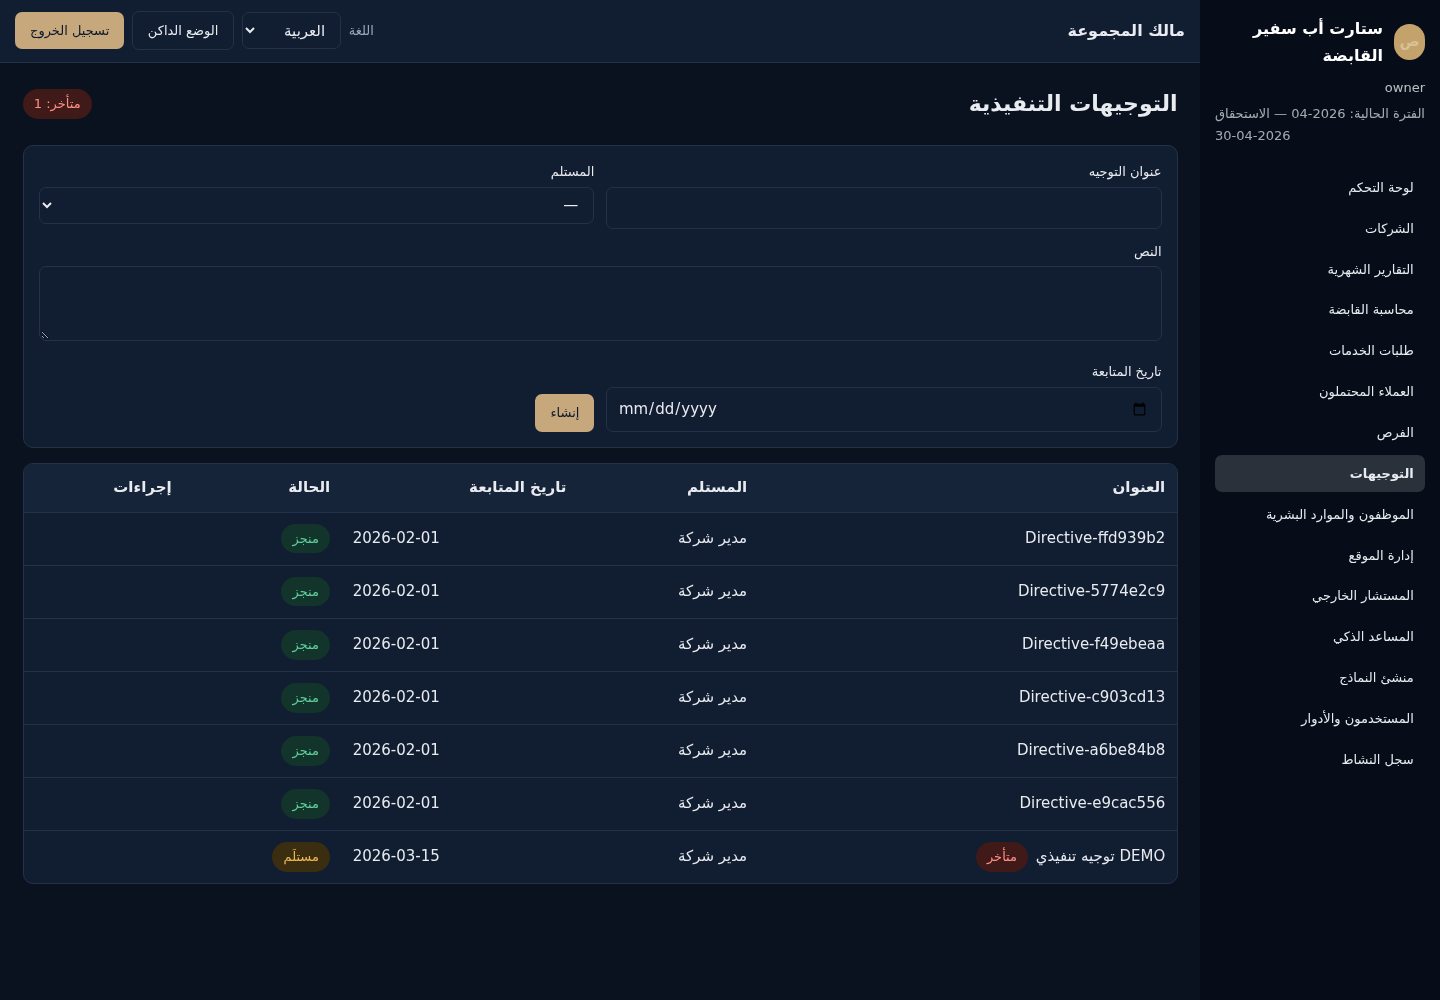 ص
ستارت أب سفير
القابضة
owner
الفترة الحالية: 2026-04 — الاستحقاق
2026-04-30
لوحة التحكم
الشركات
التقارير الشهرية
محاسبة القابضة
طلبات الخدمات
العملاء المحتملون
الفرص
التوجيهات
الموظفون والموارد البشرية
إدارة الموقع
المستشار الخارجي
المساعد الذكي
منشئ النماذج
المستخدمون والأدوار
سجل النشاط
مالك المجموعة اللغة العربية الوضع الداكن تسجيل الخروج
التوجيهات التنفيذية متأخر: 1
عنوان التوجيه المستلم
—
النص
تاريخ المتابعة
mm/dd/yyyy إنشاء
العنوان المستلم تاريخ المتابعة الحالة إجراءات
Directive-ffd939b2 مدير شركة 2026-02-01 منجز
Directive-5774e2c9 مدير شركة 2026-02-01 منجز
Directive-f49ebeaa مدير شركة 2026-02-01 منجز
Directive-c903cd13 مدير شركة 2026-02-01 منجز
Directive-a6be84b8 مدير شركة 2026-02-01 منجز
Directive-e9cac556 مدير شركة 2026-02-01 منجز
DEMO توجيه تنفيذي متأخر مدير شركة 2026-03-15 مستلَم